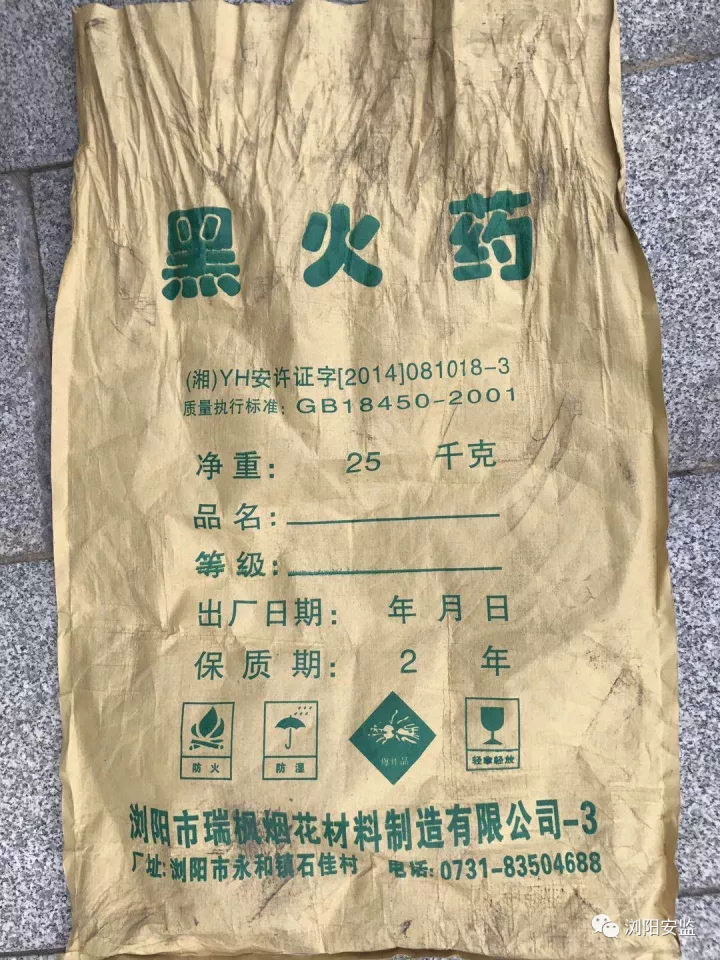 黑火药
(湘)YH安许证字[2014]081018-3
质量执行标准：GB18450-2001
净重： 25 千克
品名：
等级：
出厂日期： 年 月 日
保质期： 2 年
防火 防湿 爆炸品 轻拿轻放
浏阳市瑞枫烟花材料制造有限公司-3
厂址：浏阳市永和镇石佳村 电话：0731-83504688
浏阳安监